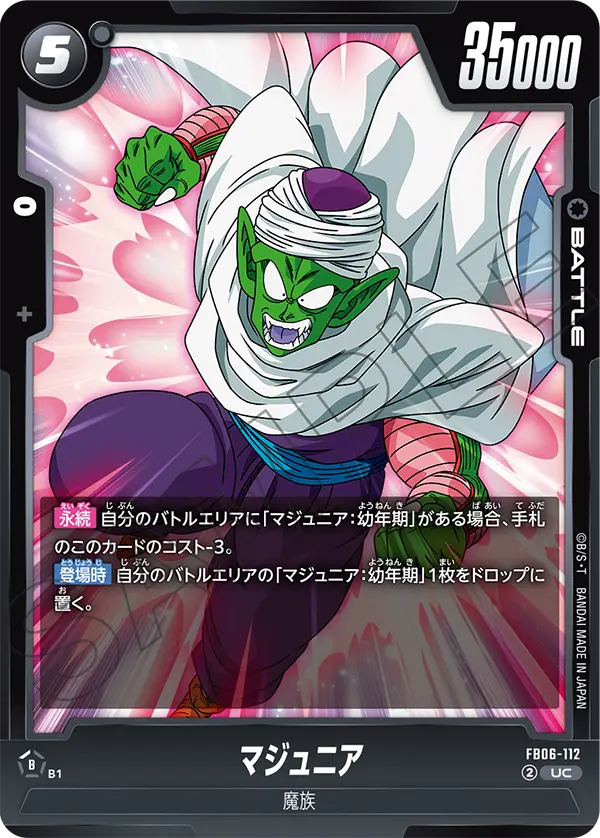 5
35000
0
+
BATTLE
永続 自分のバトルエリアに「マジュニア:幼年期」がある場合、手札
のこのカードのコスト-3。
登場時 自分のバトルエリアの「マジュニア:幼年期」1枚をドロップに
置く。
SAMPLE
©B/S・T BANDAI MADE IN JAPAN
B B1
マジュニア
FB06-112
② UC
魔族